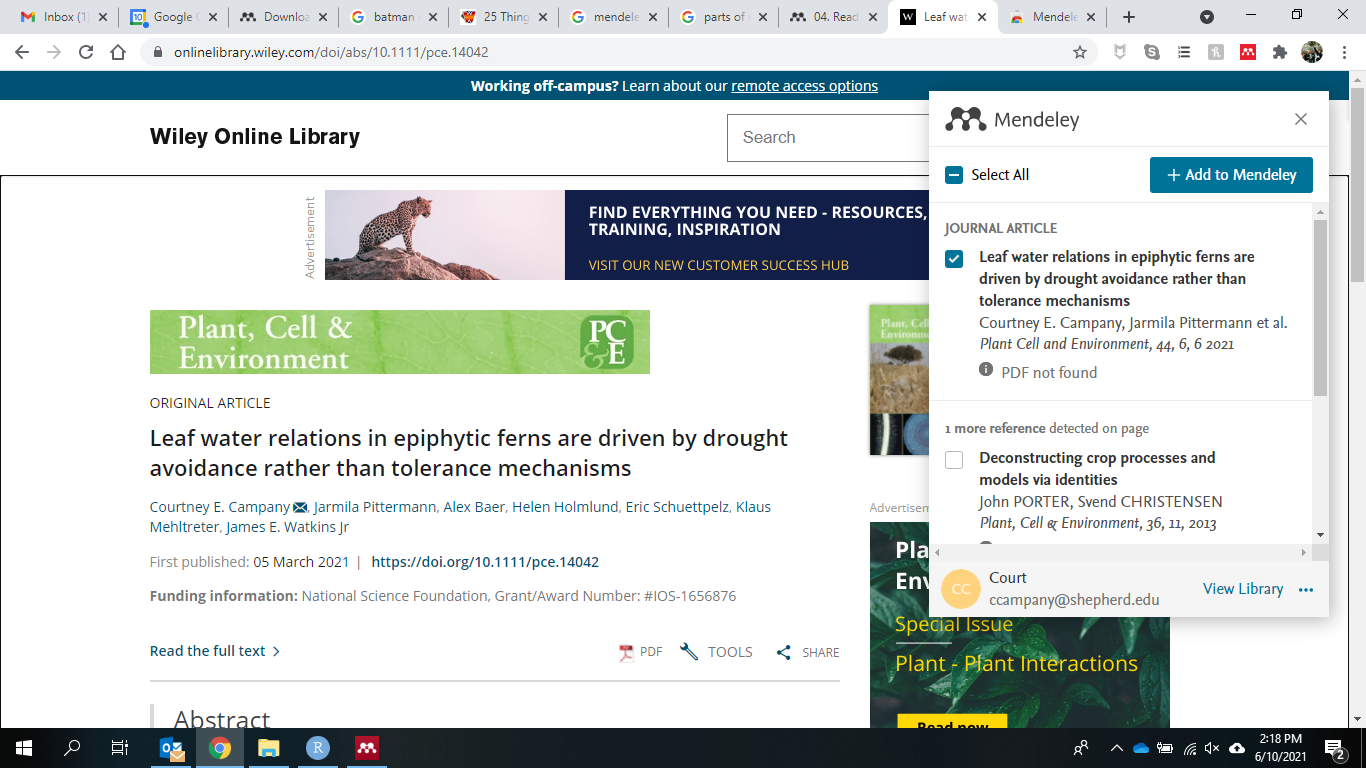 Inbox (1)
Google C
Downloa
batman
25 Thing
mendele
parts of
04. Read
Leaf wat
Mendele
onlinelibrary.wiley.com/doi/abs/10.1111/pce.14042
Working off-campus? Learn about our remote access options
Wiley Online Library
Search
Advertisement
FIND EVERYTHING YOU NEED - RESOURCES,
TRAINING, INSPIRATION
VISIT OUR NEW CUSTOMER SUCCESS HUB
Plant, Cell &
Environment
PC
&E
ORIGINAL ARTICLE
Leaf water relations in epiphytic ferns are driven by drought
avoidance rather than tolerance mechanisms
Courtney E. Campany, Jarmila Pittermann, Alex Baer, Helen Holmlund, Eric Schuettpelz, Klaus
Mehltreter, James E. Watkins Jr
First published: 05 March 2021 | https://doi.org/10.1111/pce.14042
Funding information: National Science Foundation, Grant/Award Number: #IOS-1656876
Read the full text
PDF
TOOLS
SHARE
Abstract
Plant, Cell
Environm
Advertisem
Pla
Env
Special Issue
Plant - Plant Interactions
Read now
Mendeley
Select All
+ Add to Mendeley
JOURNAL ARTICLE
Leaf water relations in epiphytic ferns are
driven by drought avoidance rather than
tolerance mechanisms
Courtney E. Campany, Jarmila Pittermann et al.
Plant Cell and Environment, 44, 6, 6 2021
PDF not found
1 more reference detected on page
Deconstructing crop processes and
models via identities
John PORTER, Svend CHRISTENSEN
Plant, Cell & Environment, 36, 11, 2013
CC
Court
ccampany@shepherd.edu
View Library
2:18 PM
6/10/2021
2